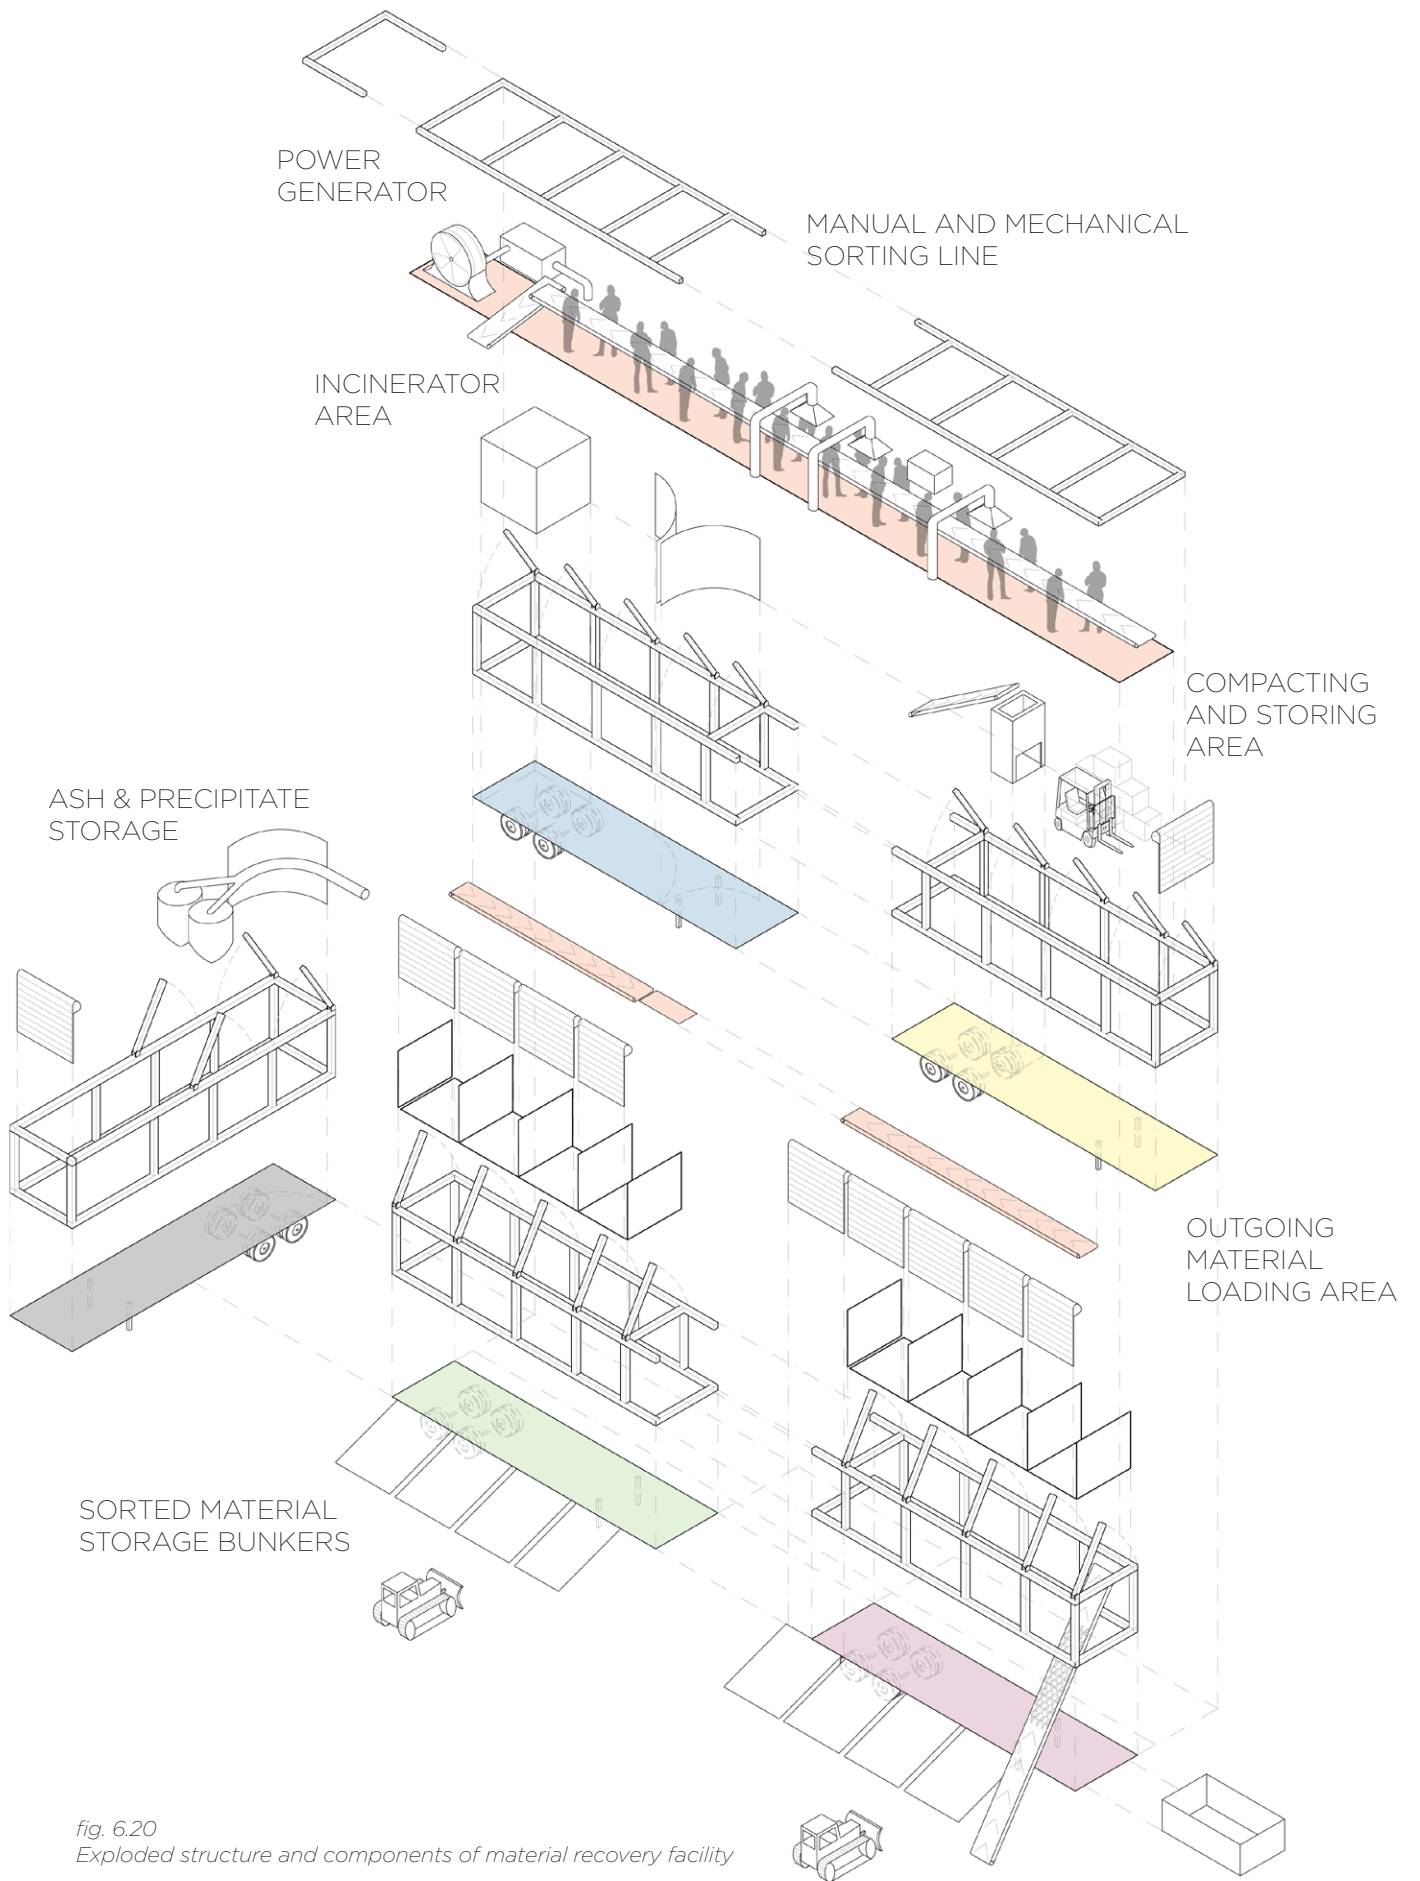 POWER
GENERATOR
MANUAL AND MECHANICAL
SORTING LINE
INCINERATOR
AREA
COMPACTING
AND STORING
AREA
ASH & PRECIPITATE
STORAGE
OUTGOING
MATERIAL
LOADING AREA
SORTED MATERIAL
STORAGE BUNKERS
fig. 6.20
Exploded structure and components of material recovery facility